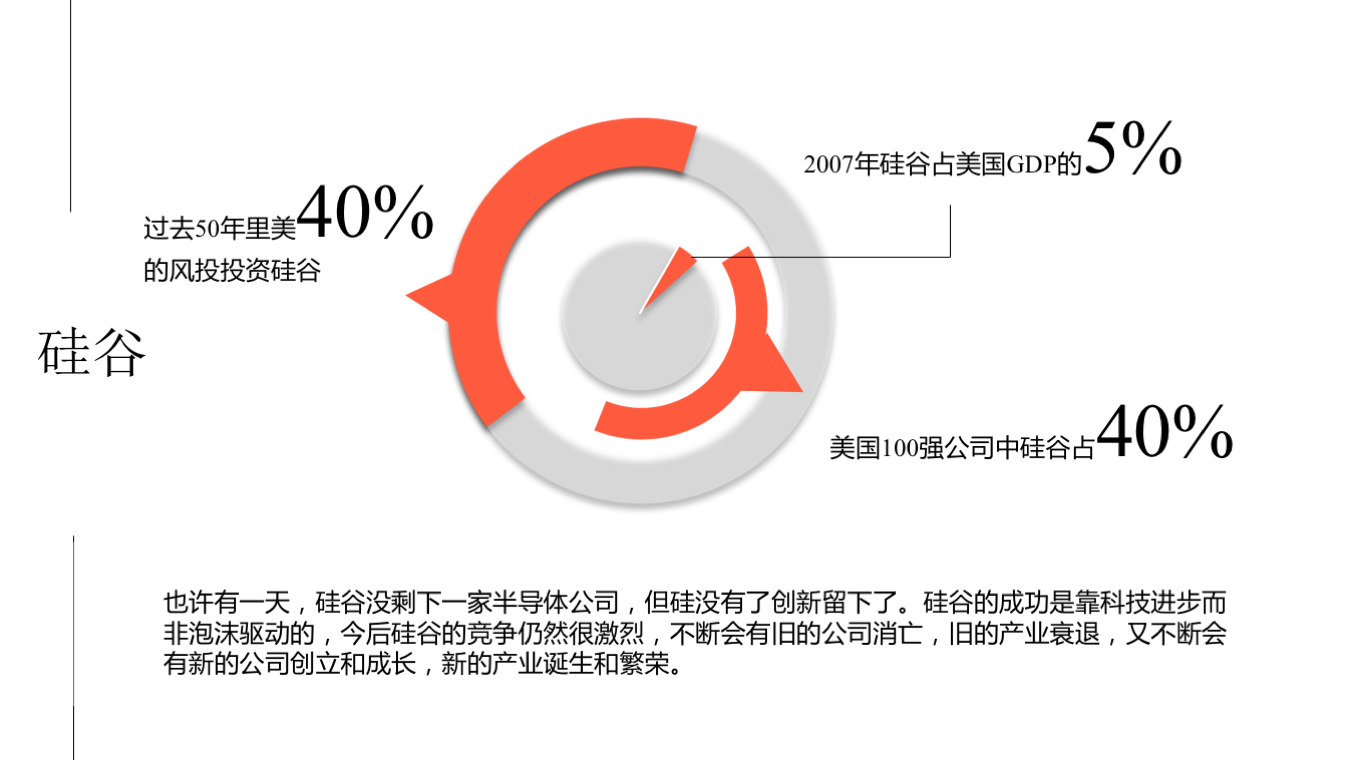 硅谷
过去50年里美40%
的风投投资硅谷
2007年硅谷占美国GDP的5%
美国100强公司中硅谷占40%
也许有一天，硅谷没剩下一家半导体公司，但硅没有了创新留下了。硅谷的成功是靠科技进步而
非泡沫驱动的，今后硅谷的竞争仍然很激烈，不断会有旧的公司消亡，旧的产业衰退，又不断会
有新的公司创立和成长，新的产业诞生和繁荣。